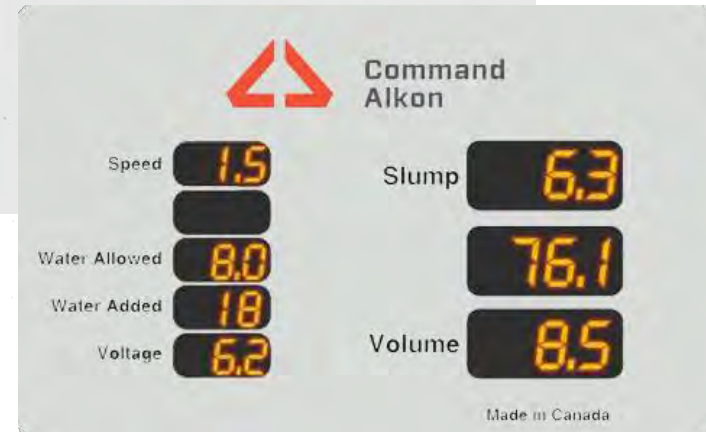 Command
Alkon
Speed 1.5
Water Allowed 8.0
Water Added 18
Voltage 6.2
Slump 6.3
76.1
Volume 8.5
Made in Canada